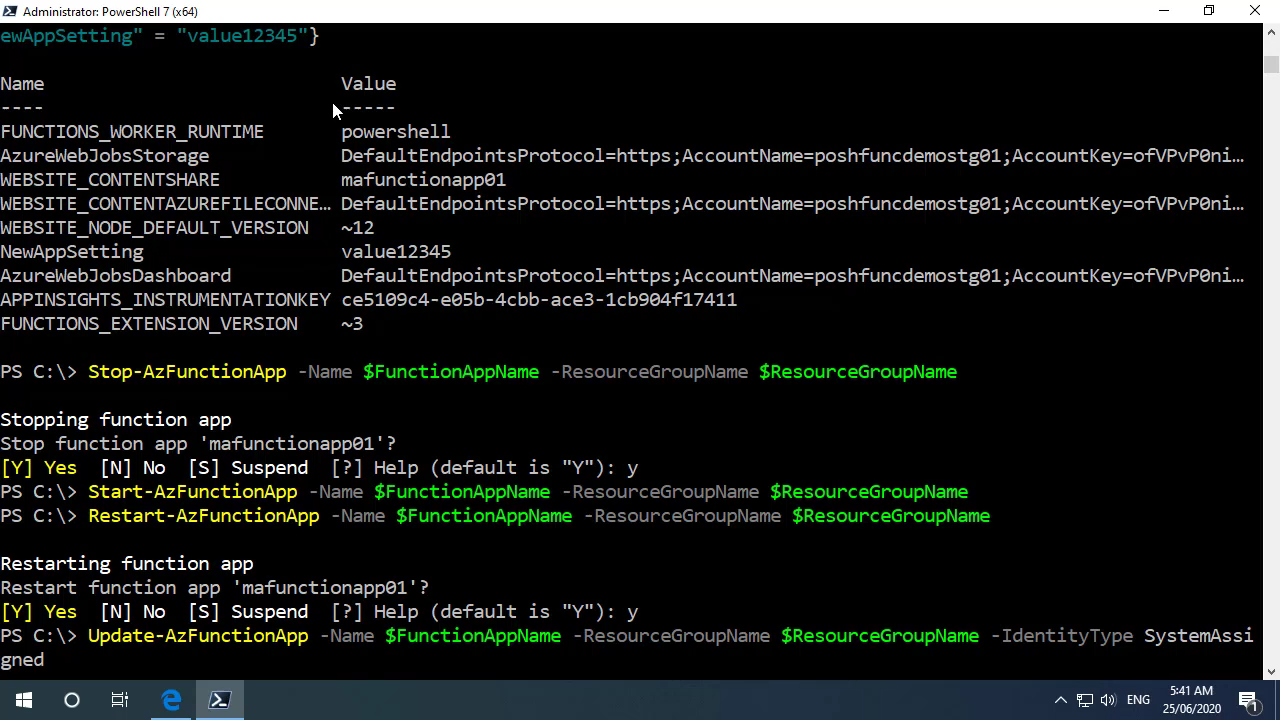 Administrator: PowerShell 7 (x64)
ewAppSetting" = "value12345"}
Name Value
---- -----
FUNCTIONS_WORKER_RUNTIME powershell
AzureWebJobsStorage DefaultEndpointsProtocol=https;AccountName=poshfuncdemostg01;AccountKey=ofVPvP0ni…
WEBSITE_CONTENTSHARE mafunctionapp01
WEBSITE_CONTENTAZUREFILECONNE… DefaultEndpointsProtocol=https;AccountName=poshfuncdemostg01;AccountKey=ofVPvP0ni…
WEBSITE_NODE_DEFAULT_VERSION ~12
NewAppSetting value12345
AzureWebJobsDashboard DefaultEndpointsProtocol=https;AccountName=poshfuncdemostg01;AccountKey=ofVPvP0ni…
APPINSIGHTS_INSTRUMENTATIONKEY ce5109c4-e05b-4cbb-ace3-1cb904f17411
FUNCTIONS_EXTENSION_VERSION ~3
PS C:\> Stop-AzFunctionApp -Name $FunctionAppName -ResourceGroupName $ResourceGroupName
Stopping function app
Stop function app 'mafunctionapp01'?
[Y] Yes [N] No [S] Suspend [?] Help (default is "Y"): y
PS C:\> Start-AzFunctionApp -Name $FunctionAppName -ResourceGroupName $ResourceGroupName
PS C:\> Restart-AzFunctionApp -Name $FunctionAppName -ResourceGroupName $ResourceGroupName
Restarting function app
Restart function app 'mafunctionapp01'?
[Y] Yes [N] No [S] Suspend [?] Help (default is "Y"): y
PS C:\> Update-AzFunctionApp -Name $FunctionAppName -ResourceGroupName $ResourceGroupName -IdentityType SystemAssi
gned
ENG
5:41 AM
25/06/2020
1